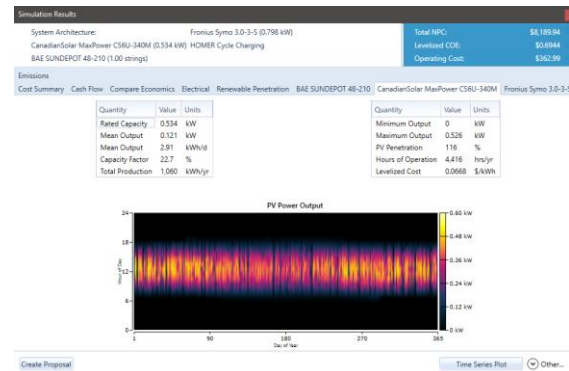 Simulation Results
System Architecture: Fronius Symo 3.0-3-S (0.798 kW)
CanadianSolar MaxPower CS6U-340M (0.534 kW) HOMER Cycle Charging
BAE SUNDEPOT 48-210 (1.00 strings)
Total NPC: $8,189.94
Levelized COE: $0.6944
Operating Cost: $362.99
Emissions
Cost Summary Cash Flow Compare Economics Electrical Renewable Penetration BAE SUNDEPOT 48-210 CanadianSolar MaxPower CS6U-340M Fronius Symo 3.0-3-S
Quantity Value Units
Rated Capacity 0.534 kW
Mean Output 0.121 kW
Mean Output 2.91 kWh/d
Capacity Factor 22.7 %
Total Production 1,060 kWh/yr
Quantity Value Units
Minimum Output 0 kW
Maximum Output 0.526 kW
PV Penetration 116 %
Hours of Operation 4,416 hrs/yr
Levelized Cost 0.0668 $/kWh
PV Power Output
24
18
12
6
0
Hour of Day
1 90 180 270 365
Day of Year
0.60 kW
0.48 kW
0.36 kW
0.24 kW
0.12 kW
0 kW
Create Proposal
Time Series Plot
Other...